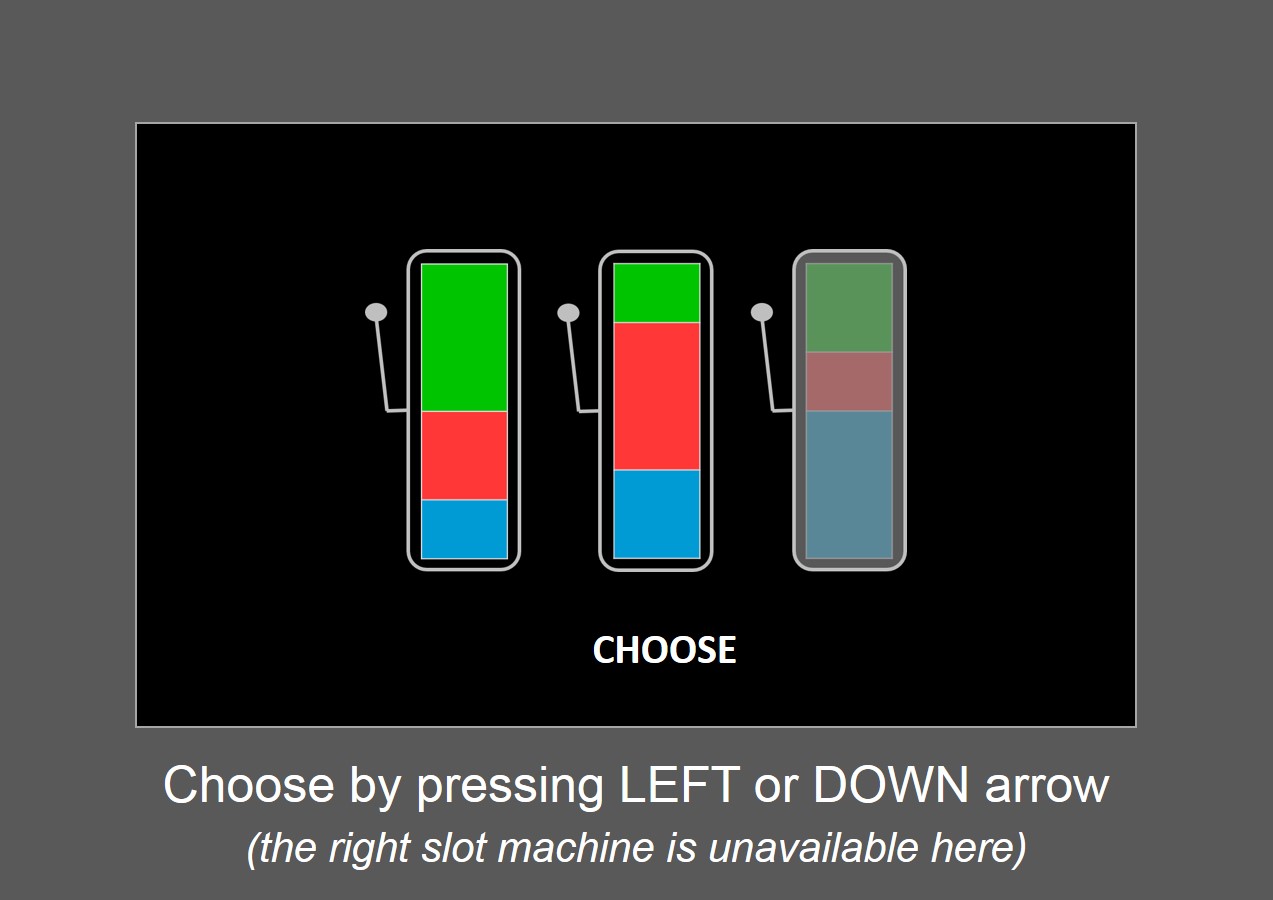 CHOOSE
Choose by pressing LEFT or DOWN arrow
(the right slot machine is unavailable here)